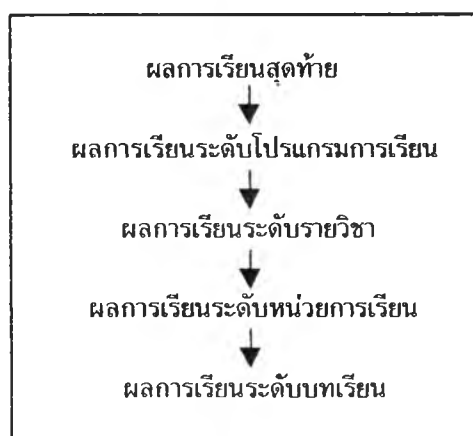 ผลการเรียนสุดท้าย
ผลการเรียนระดับโปรแกรมการเรียน
ผลการเรียนระดับรายวิชา
ผลการเรียนระดับหน่วยการเรียน
ผลการเรียนระดับบทเรียน